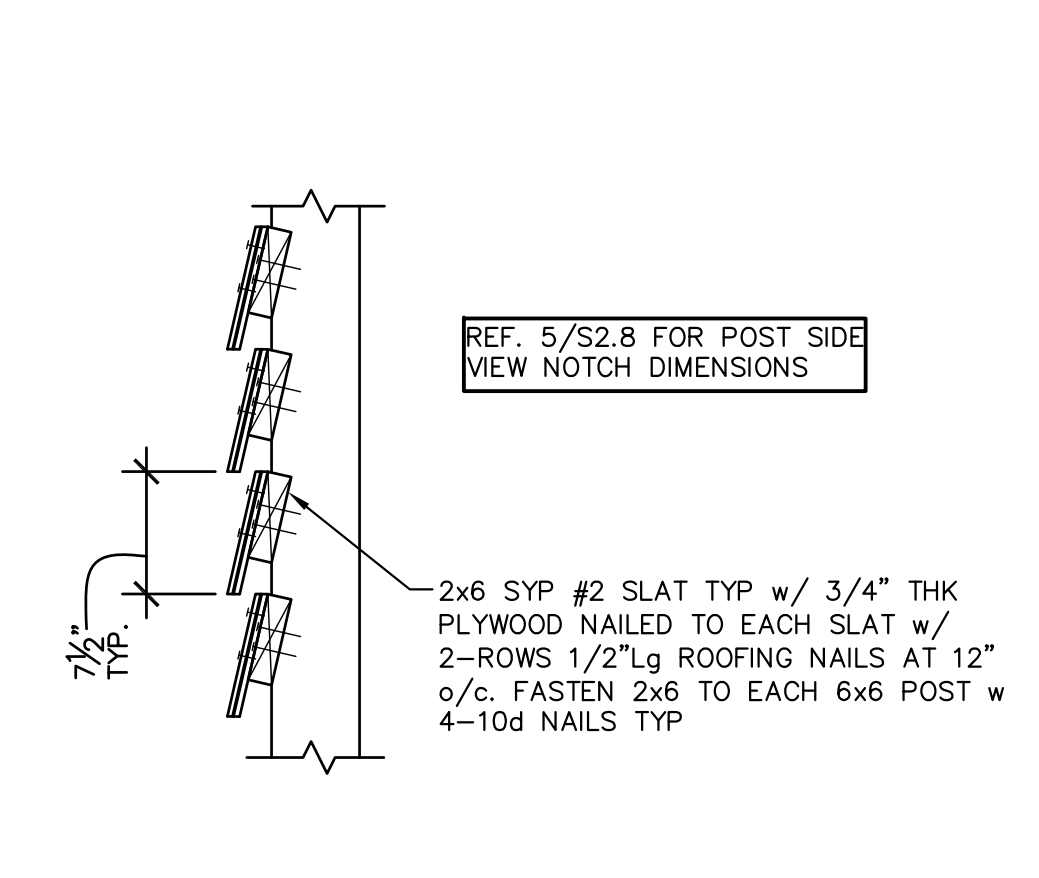 REF. 5/S2.8 FOR POST SIDE
VIEW NOTCH DIMENSIONS
2x6 SYP #2 SLAT TYP w/ 3/4" THK
PLYWOOD NAILED TO EACH SLAT w/
2-ROWS 1/2"Lg ROOFING NAILS AT 12"
o/c. FASTEN 2x6 TO EACH 6x6 POST w
4-10d NAILS TYP
7 1/2"
TYP.